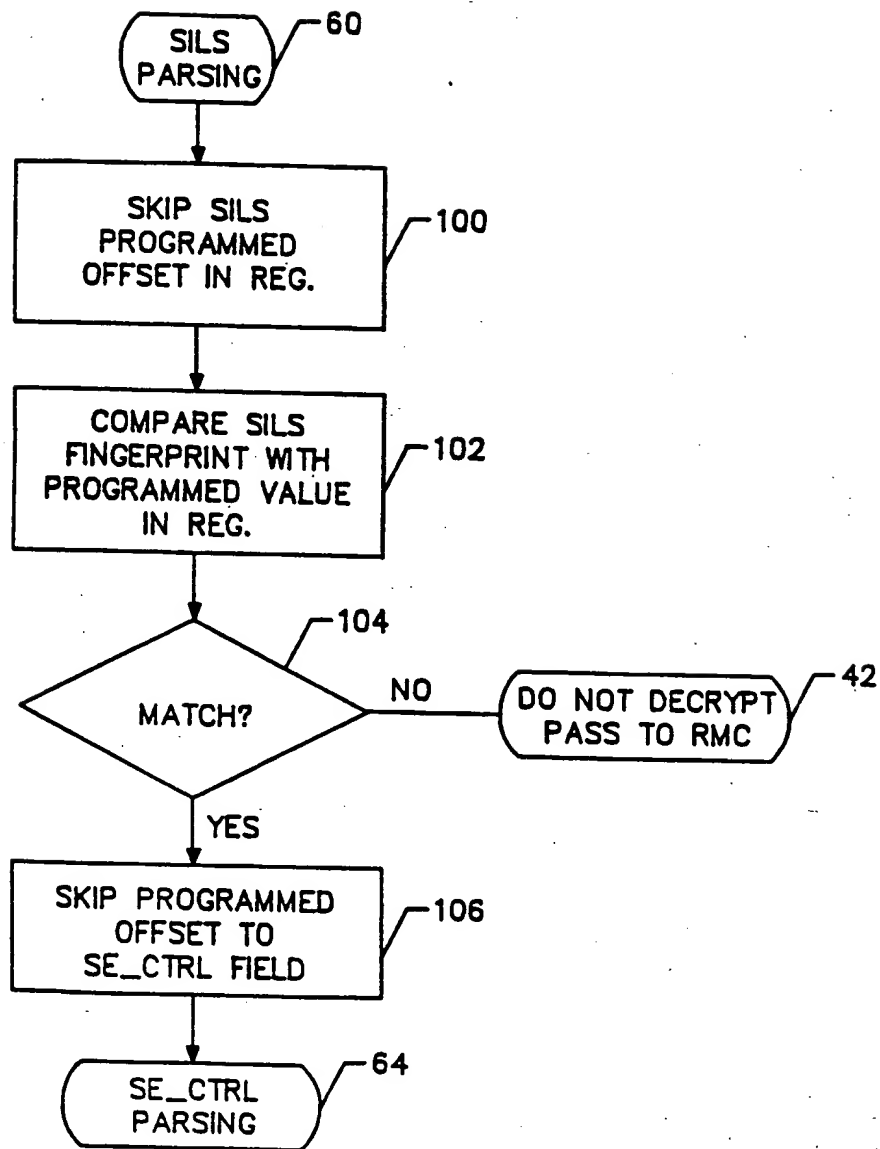 SILS
PARSING
60
SKIP SILS
PROGRAMMED
OFFSET IN REG.
100
COMPARE SILS
FINGERPRINT WITH
PROGRAMMED VALUE
IN REG.
102
104
MATCH?
NO
DO NOT DECRYPT
PASS TO RMC
42
YES
SKIP PROGRAMMED
OFFSET TO
SE_CTRL FIELD
106
SE_CTRL
PARSING
64